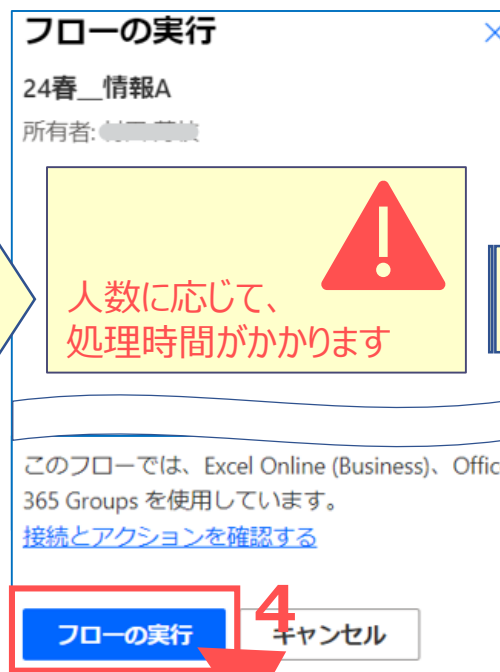 フローの実行
24春__情報A
所有者:
人数に応じて、
処理時間がかかります
このフローでは、Excel Online (Business)、Offic
365 Groups を使用しています。
接続とアクションを確認する
4
フローの実行
キャンセル